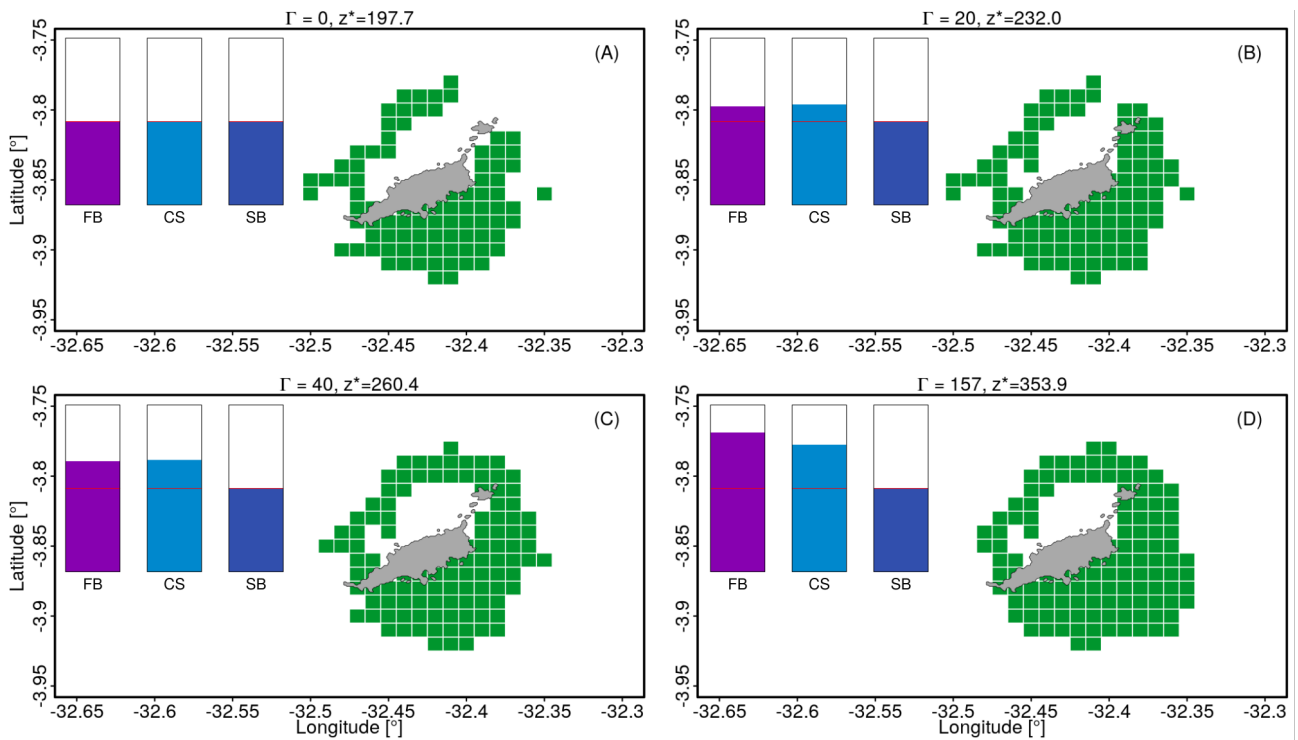 Γ = 0, z*=197.7
(A)
FB CS SB
Latitude [°]
-3.75
-3.8
-3.85
-3.9
-3.95
-32.65 -32.6 -32.55 -32.5 -32.45 -32.4 -32.35 -32.3
Γ = 20, z*=232.0
(B)
FB CS SB
-3.75
-3.8
-3.85
-3.9
-3.95
-32.65 -32.6 -32.55 -32.5 -32.45 -32.4 -32.35 -32.3
Γ = 40, z*=260.4
(C)
FB CS SB
Latitude [°]
-3.75
-3.8
-3.85
-3.9
-3.95
-32.65 -32.6 -32.55 -32.5 -32.45 -32.4 -32.35 -32.3
Longitude [°]
Γ = 157, z*=353.9
(D)
FB CS SB
-3.75
-3.8
-3.85
-3.9
-3.95
-32.65 -32.6 -32.55 -32.5 -32.45 -32.4 -32.35 -32.3
Longitude [°]